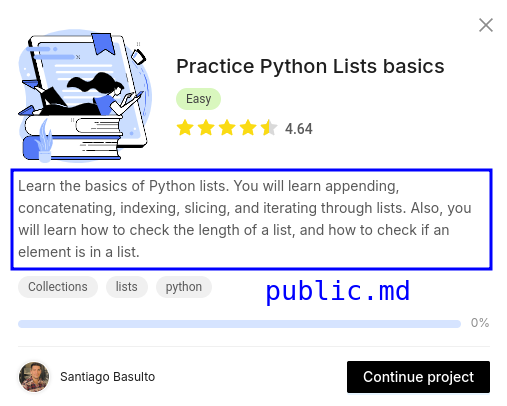 Practice Python Lists basics
Easy
4.64
Learn the basics of Python lists. You will learn appending,
concatenating, indexing, slicing, and iterating through lists. Also, you
will learn how to check the length of a list, and how to check if an
element is in a list.
Collections lists python
public.md
0%
Santiago Basulto
Continue project